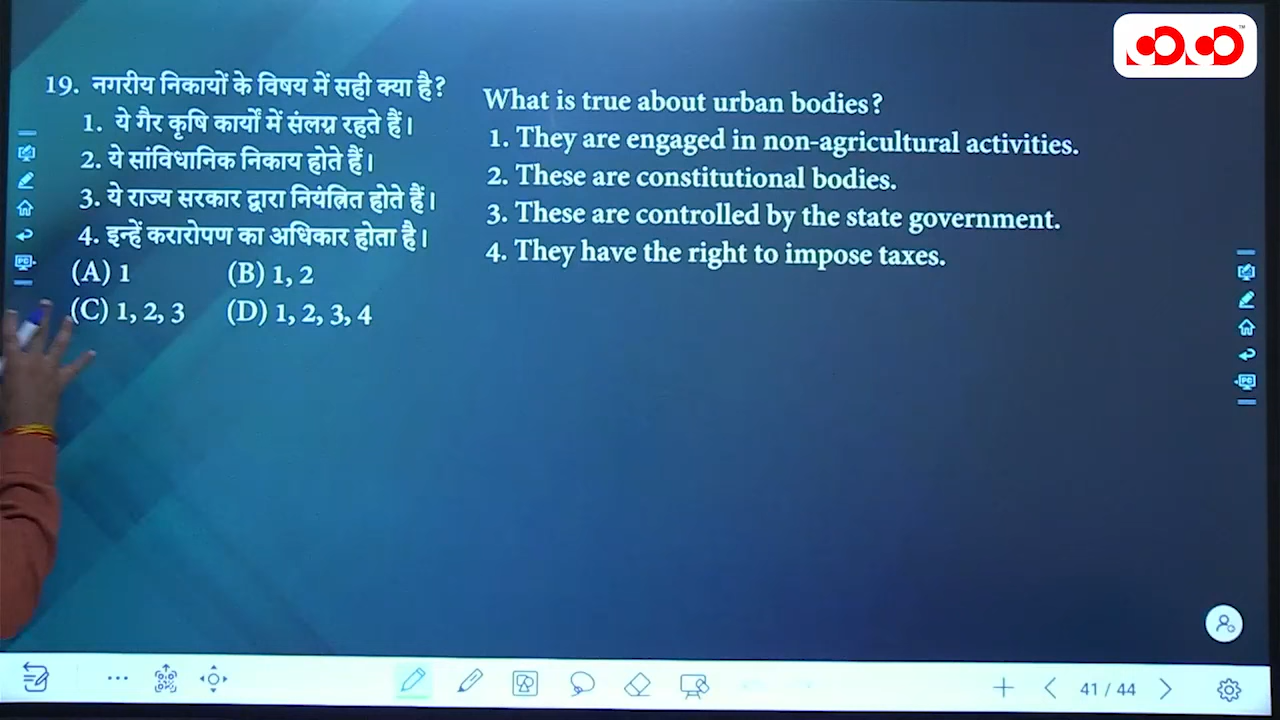 19. नगरीय निकायों के विषय में सही क्या है?
1. ये गैर कृषि कार्यों में संलग्न रहते हैं।
2. ये सांविधानिक निकाय होते हैं।
3. ये राज्य सरकार द्वारा नियंत्रित होते हैं।
4. इन्हें करारोपण का अधिकार होता है।
(A) 1 (B) 1, 2
(C) 1, 2, 3 (D) 1, 2, 3, 4
What is true about urban bodies?
1. They are engaged in non-agricultural activities.
2. These are constitutional bodies.
3. These are controlled by the state government.
4. They have the right to impose taxes.
41 / 44